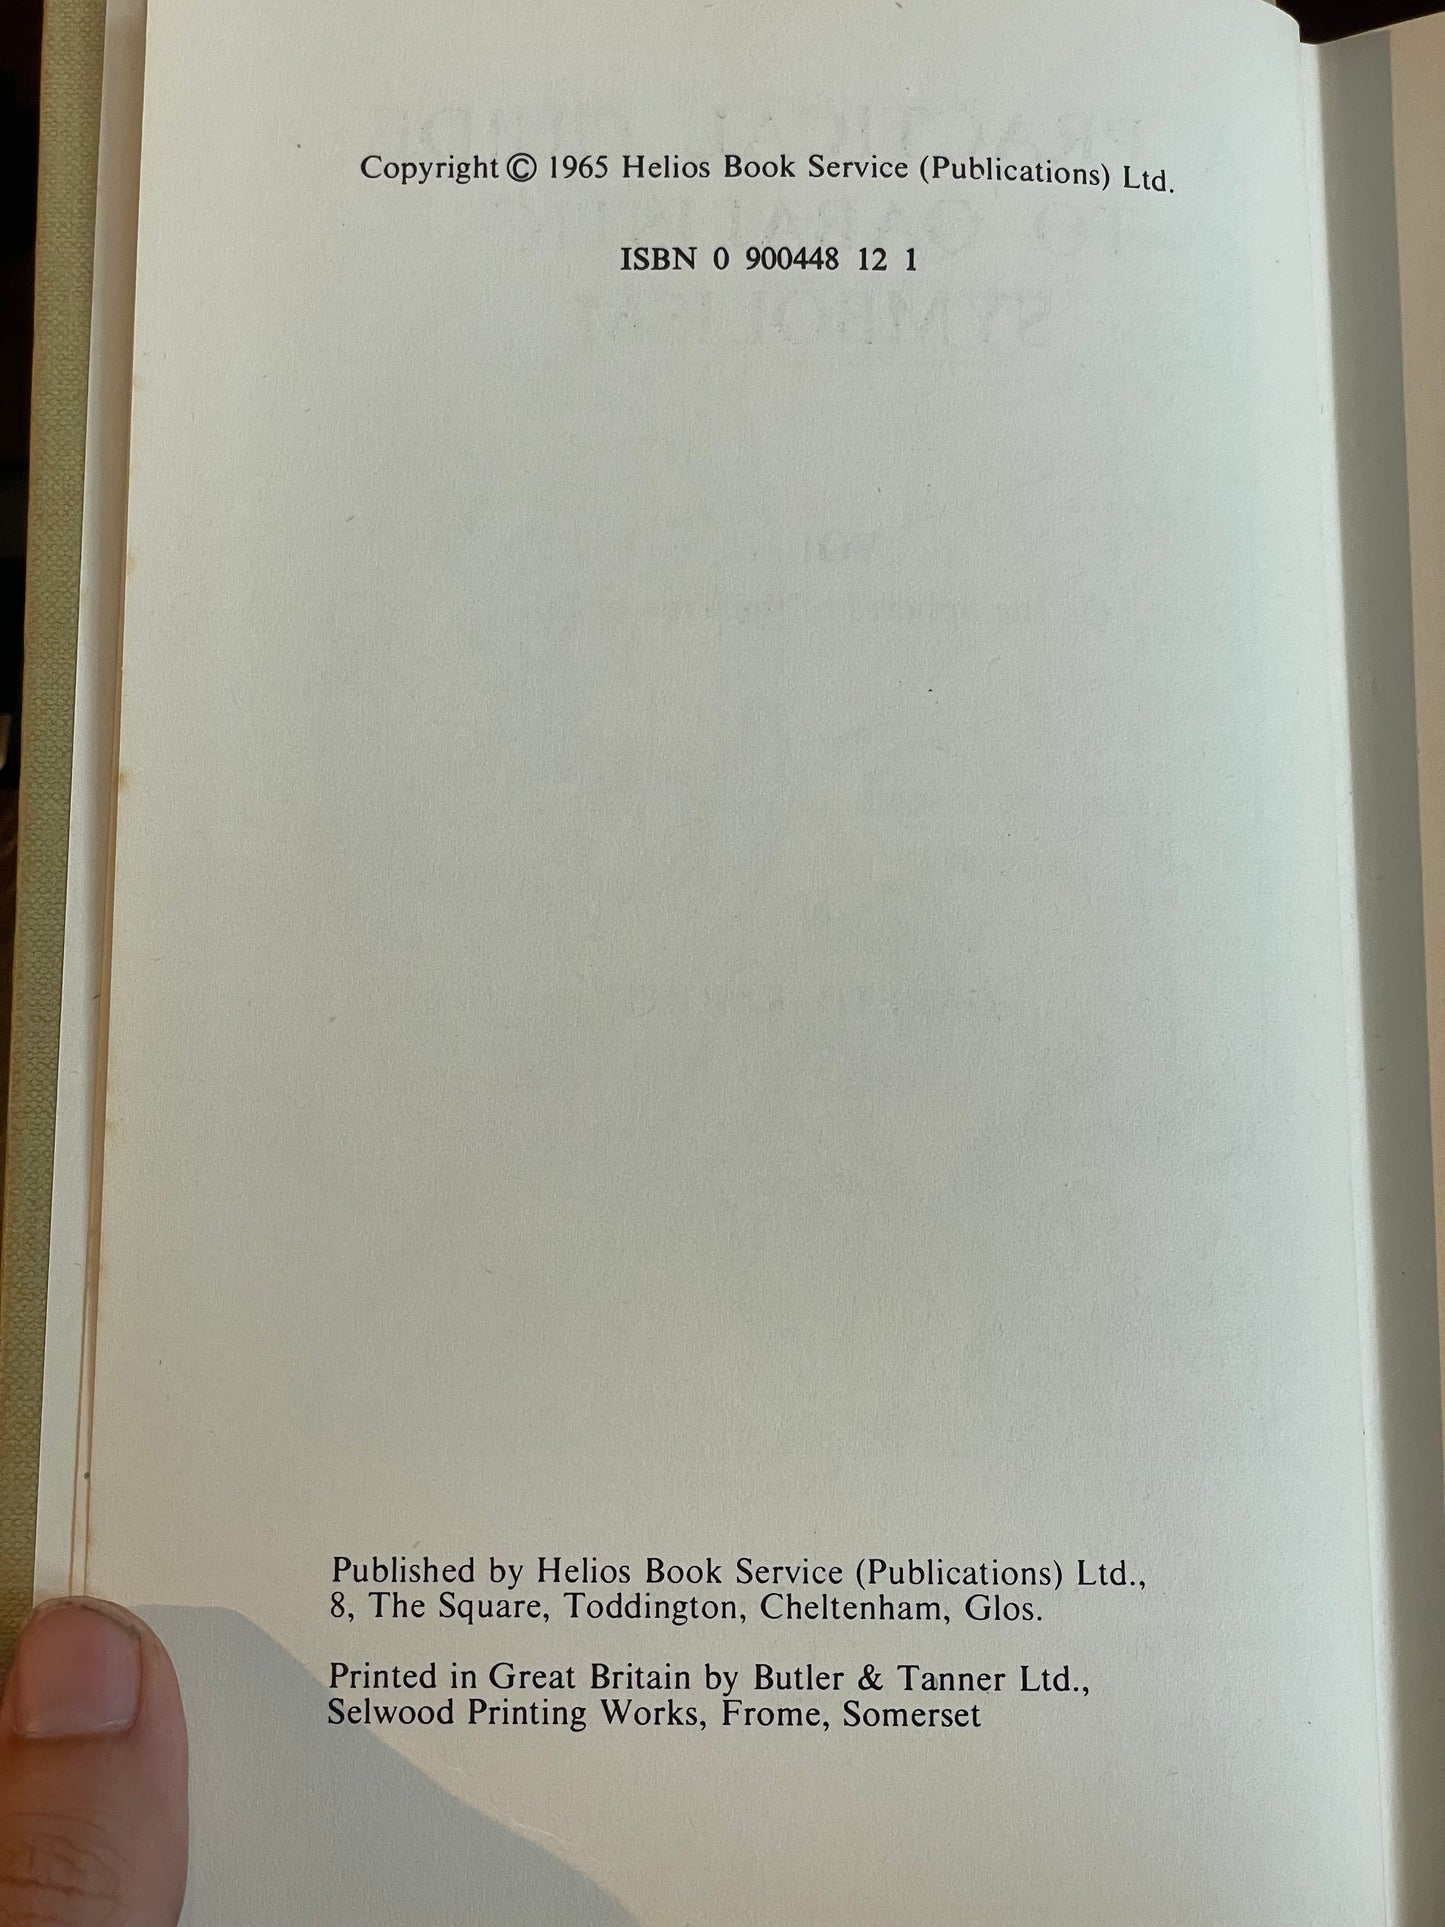 Copyright © 1965 Helios Book Service (Publications) Ltd.
ISBN 0 900448 12 1
Published by Helios Book Service (Publications) Ltd.,
8, The Square, Toddington, Cheltenham, Glos.
Printed in Great Britain by Butler & Tanner Ltd.,
Selwood Printing Works, Frome, Somerset